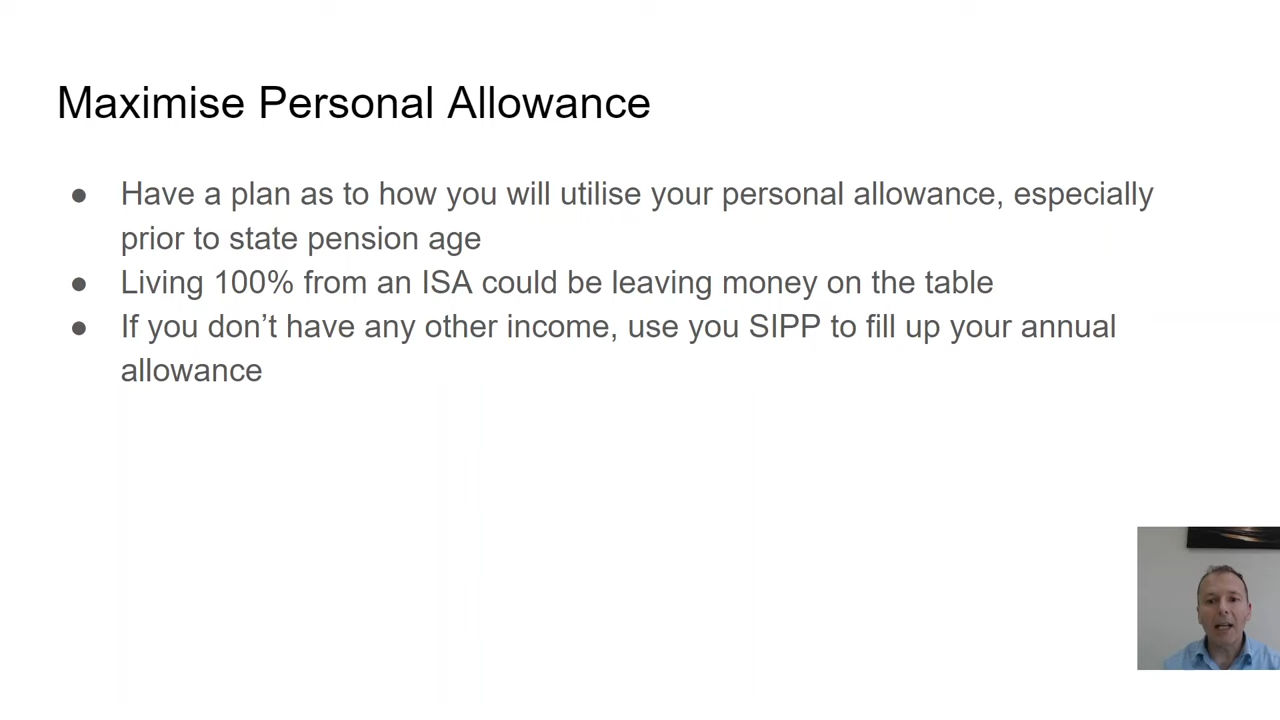 Maximise Personal Allowance
● Have a plan as to how you will utilise your personal allowance, especially
prior to state pension age
● Living 100% from an ISA could be leaving money on the table
● If you don’t have any other income, use you SIPP to fill up your annual
allowance